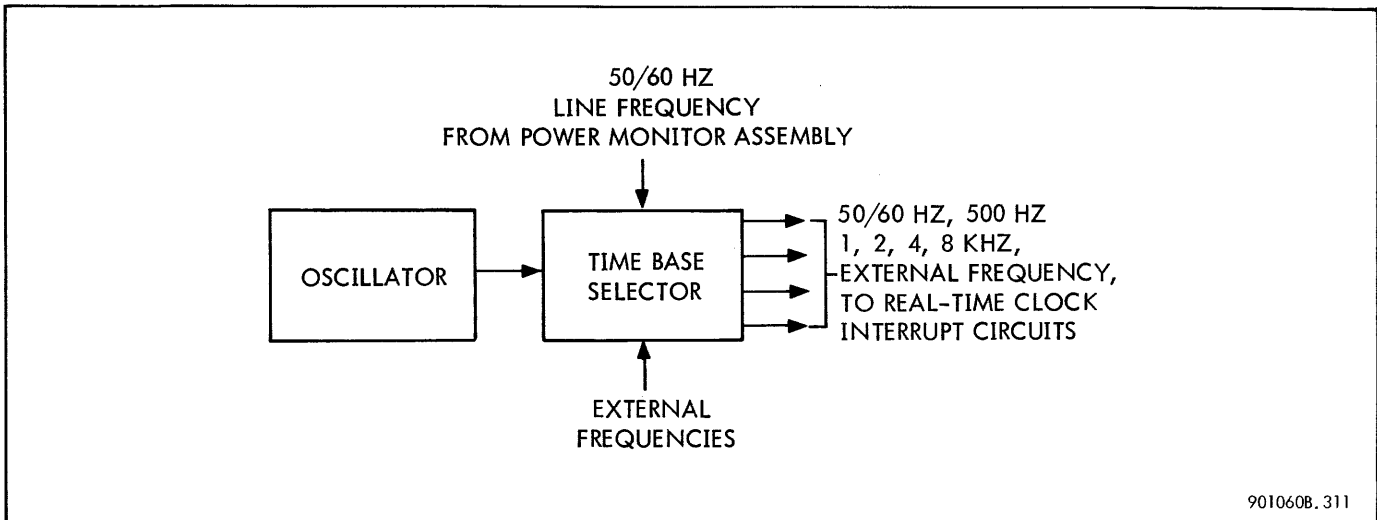 50/60 HZ
LINE FREQUENCY
FROM POWER MONITOR ASSEMBLY
OSCILLATOR
TIME BASE
SELECTOR
50/60 HZ, 500 HZ
1, 2, 4, 8 KHZ,
EXTERNAL FREQUENCY,
TO REAL-TIME CLOCK
INTERRUPT CIRCUITS
EXTERNAL
FREQUENCIES
901060B.311